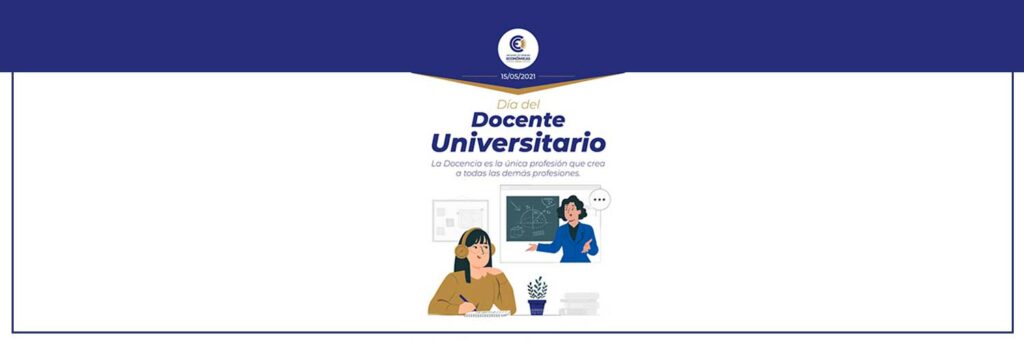 ECONÓMICAS
15/05/2021
Día del
Docente
Universitario
La Docencia es la única profesión que crea
a todas las demás profesiones.